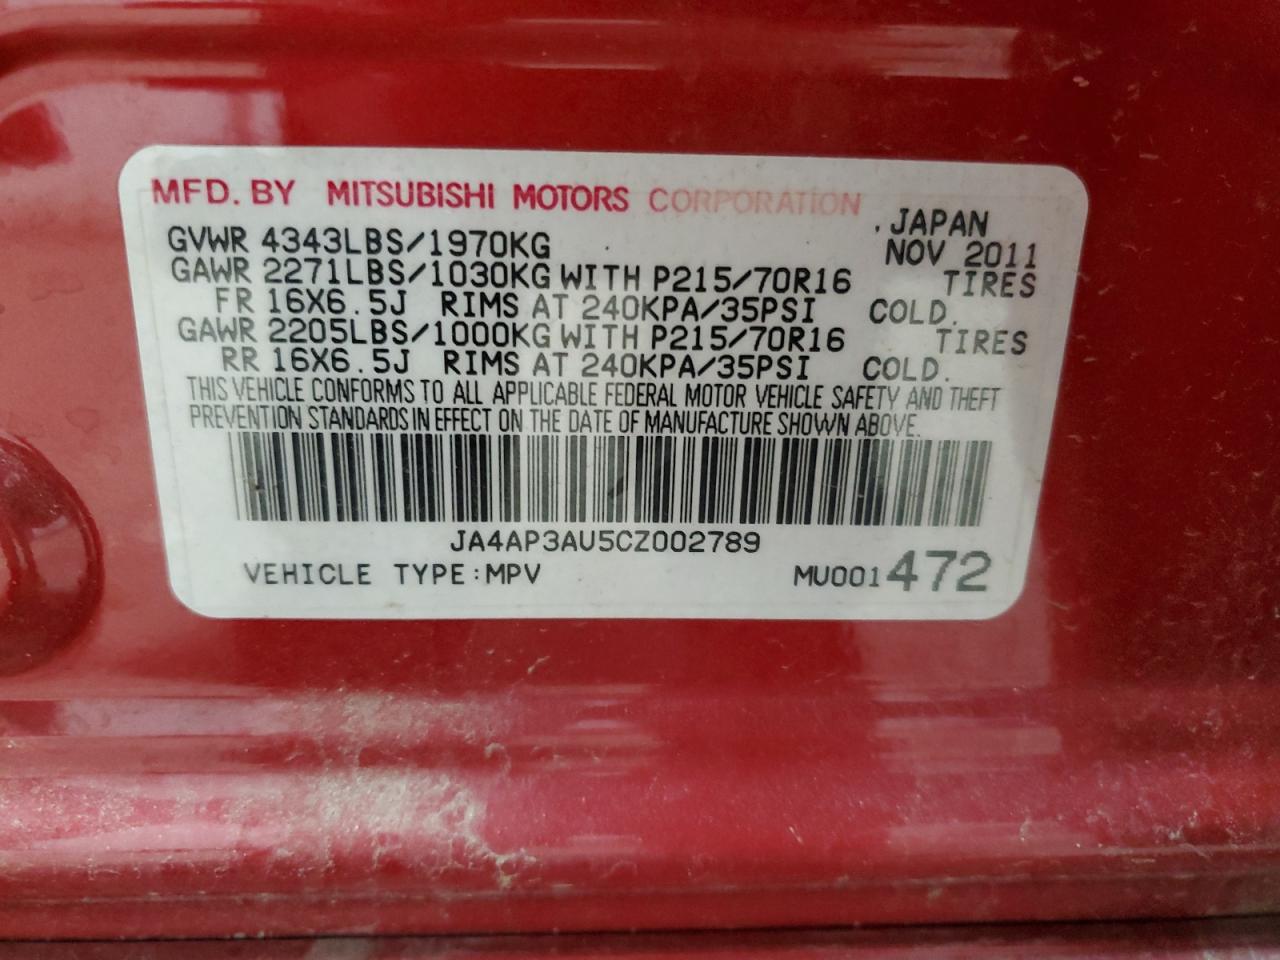 MFD. BY MITSUBISHI MOTORS CORPORATION
. JAPAN
GVWR 4343LBS/1970KG NOV 2011
GAWR 2271LBS/1030KG WITH P215/70R16 TIRES
FR 16X6.5J RIMS AT 240KPA/35PSI COLD.
GAWR 2205LBS/1000KG WITH P215/70R16 TIRES
RR 16X6.5J RIMS AT 240KPA/35PSI COLD.
THIS VEHICLE CONFORMS TO ALL APPLICABLE FEDERAL MOTOR VEHICLE SAFETY AND THEFT
PREVENTION STANDARDS IN EFFECT ON THE DATE OF MANUFACTURE SHOWN ABOVE.
JA4AP3AU5CZ002789
VEHICLE TYPE:MPV MU001472